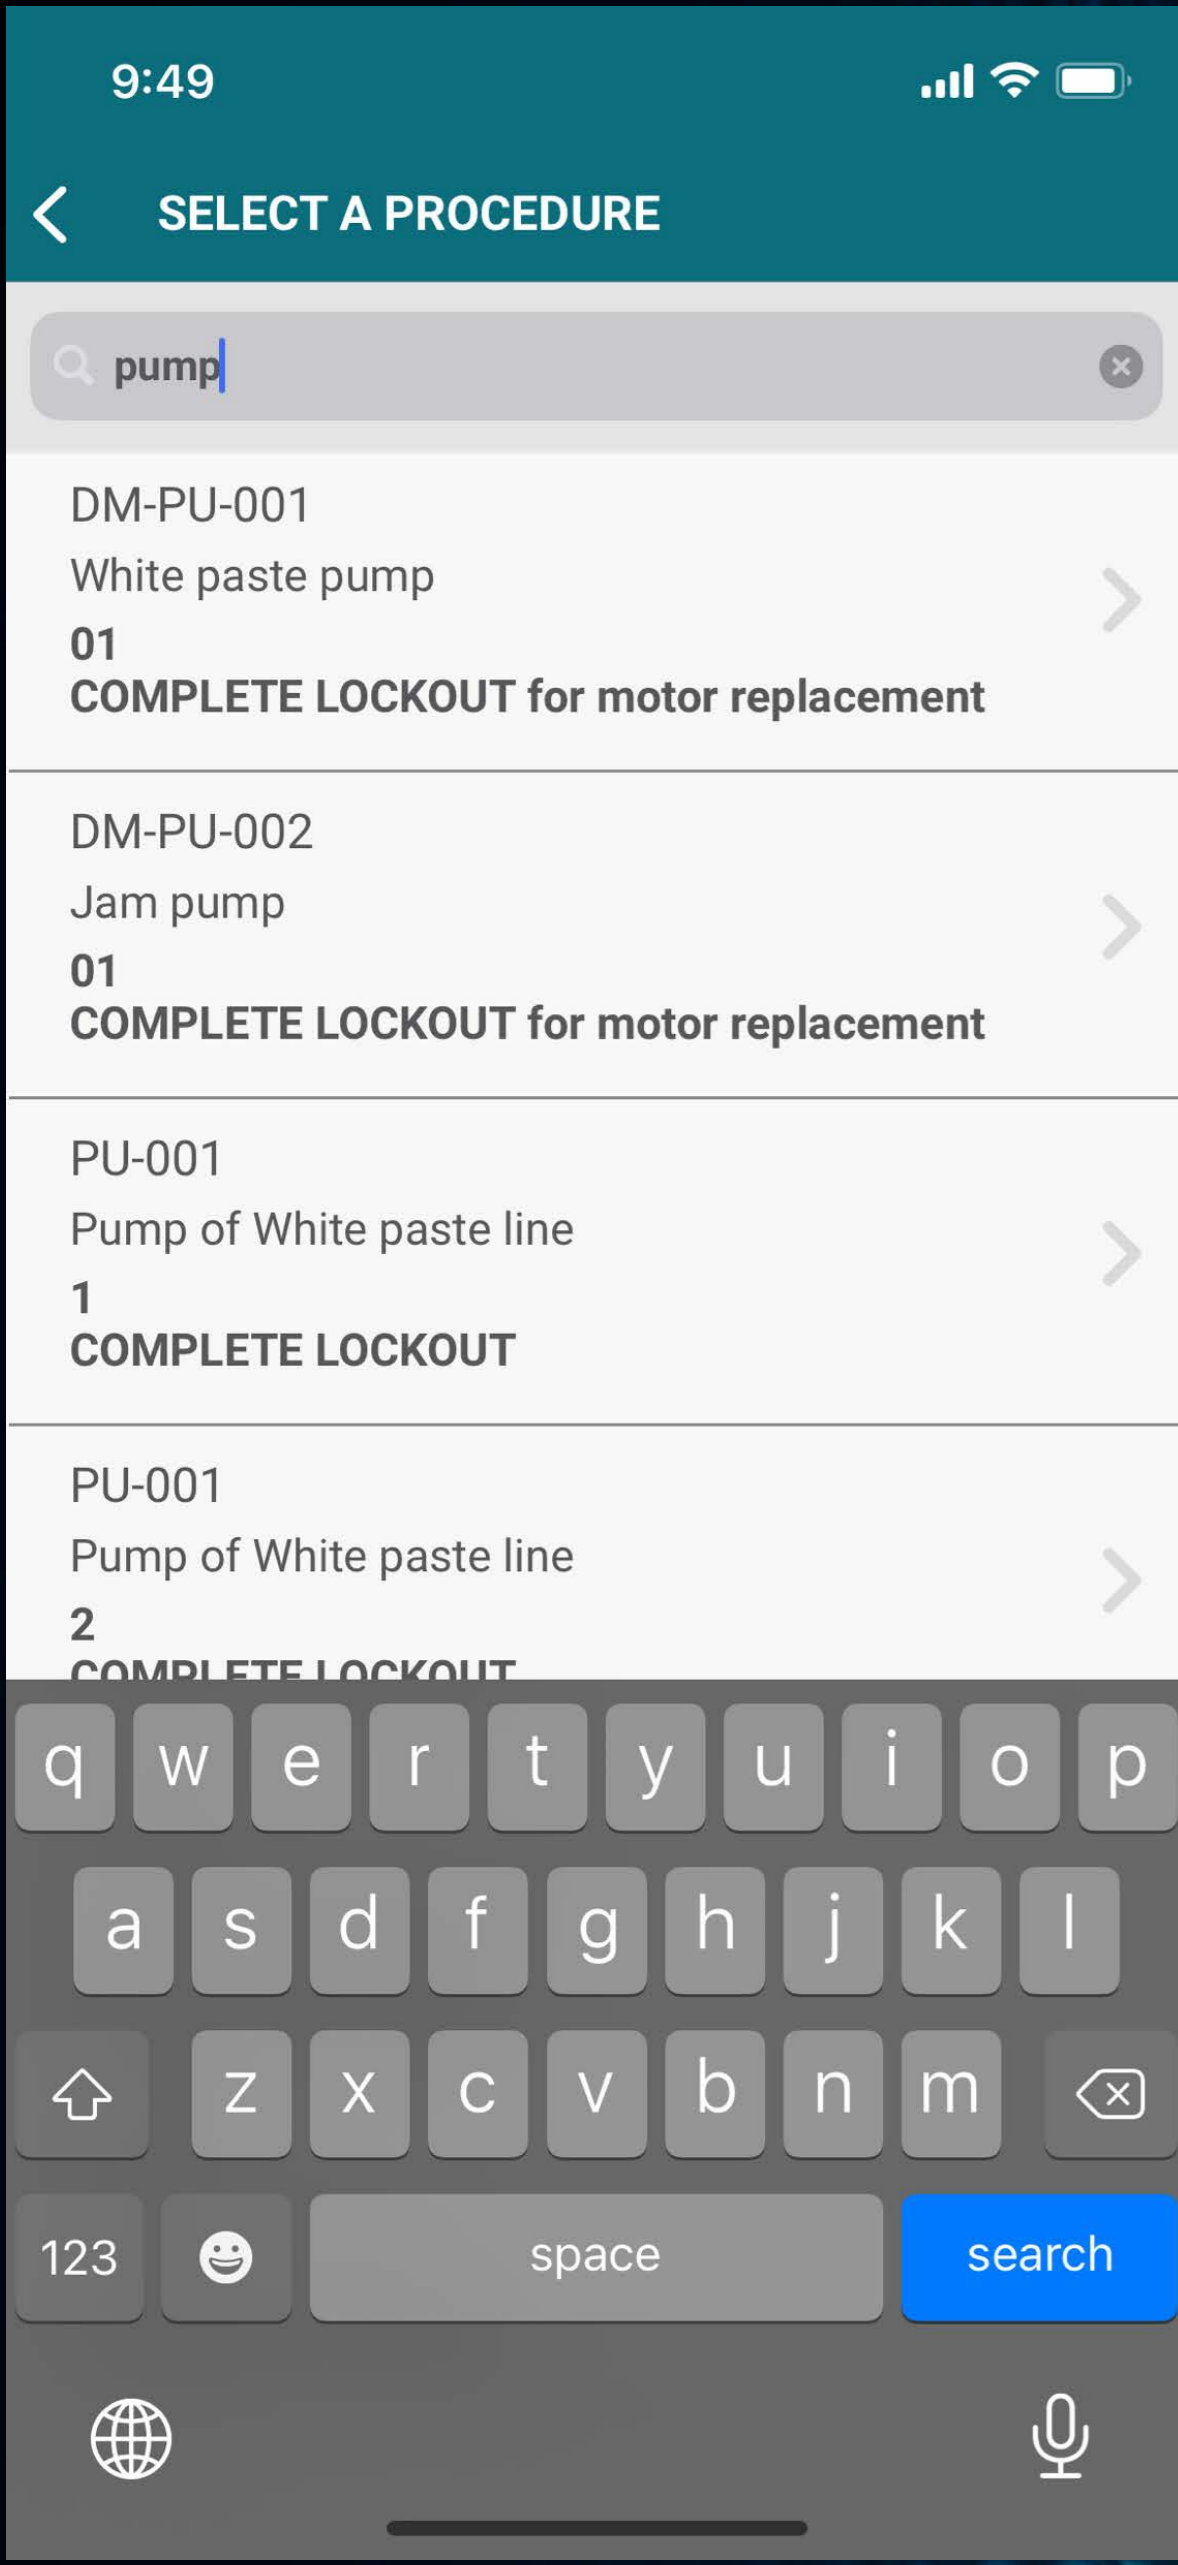 9:49
SELECT A PROCEDURE
pump
DM-PU-001
White paste pump
01
COMPLETE LOCKOUT for motor replacement
DM-PU-002
Jam pump
01
COMPLETE LOCKOUT for motor replacement
PU-001
Pump of White paste line
1
COMPLETE LOCKOUT
PU-001
Pump of White paste line
2
COMPLETE LOCKOUT
q w e r t y u i o p
a s d f g h j k l
z x c v b n m
123 space search